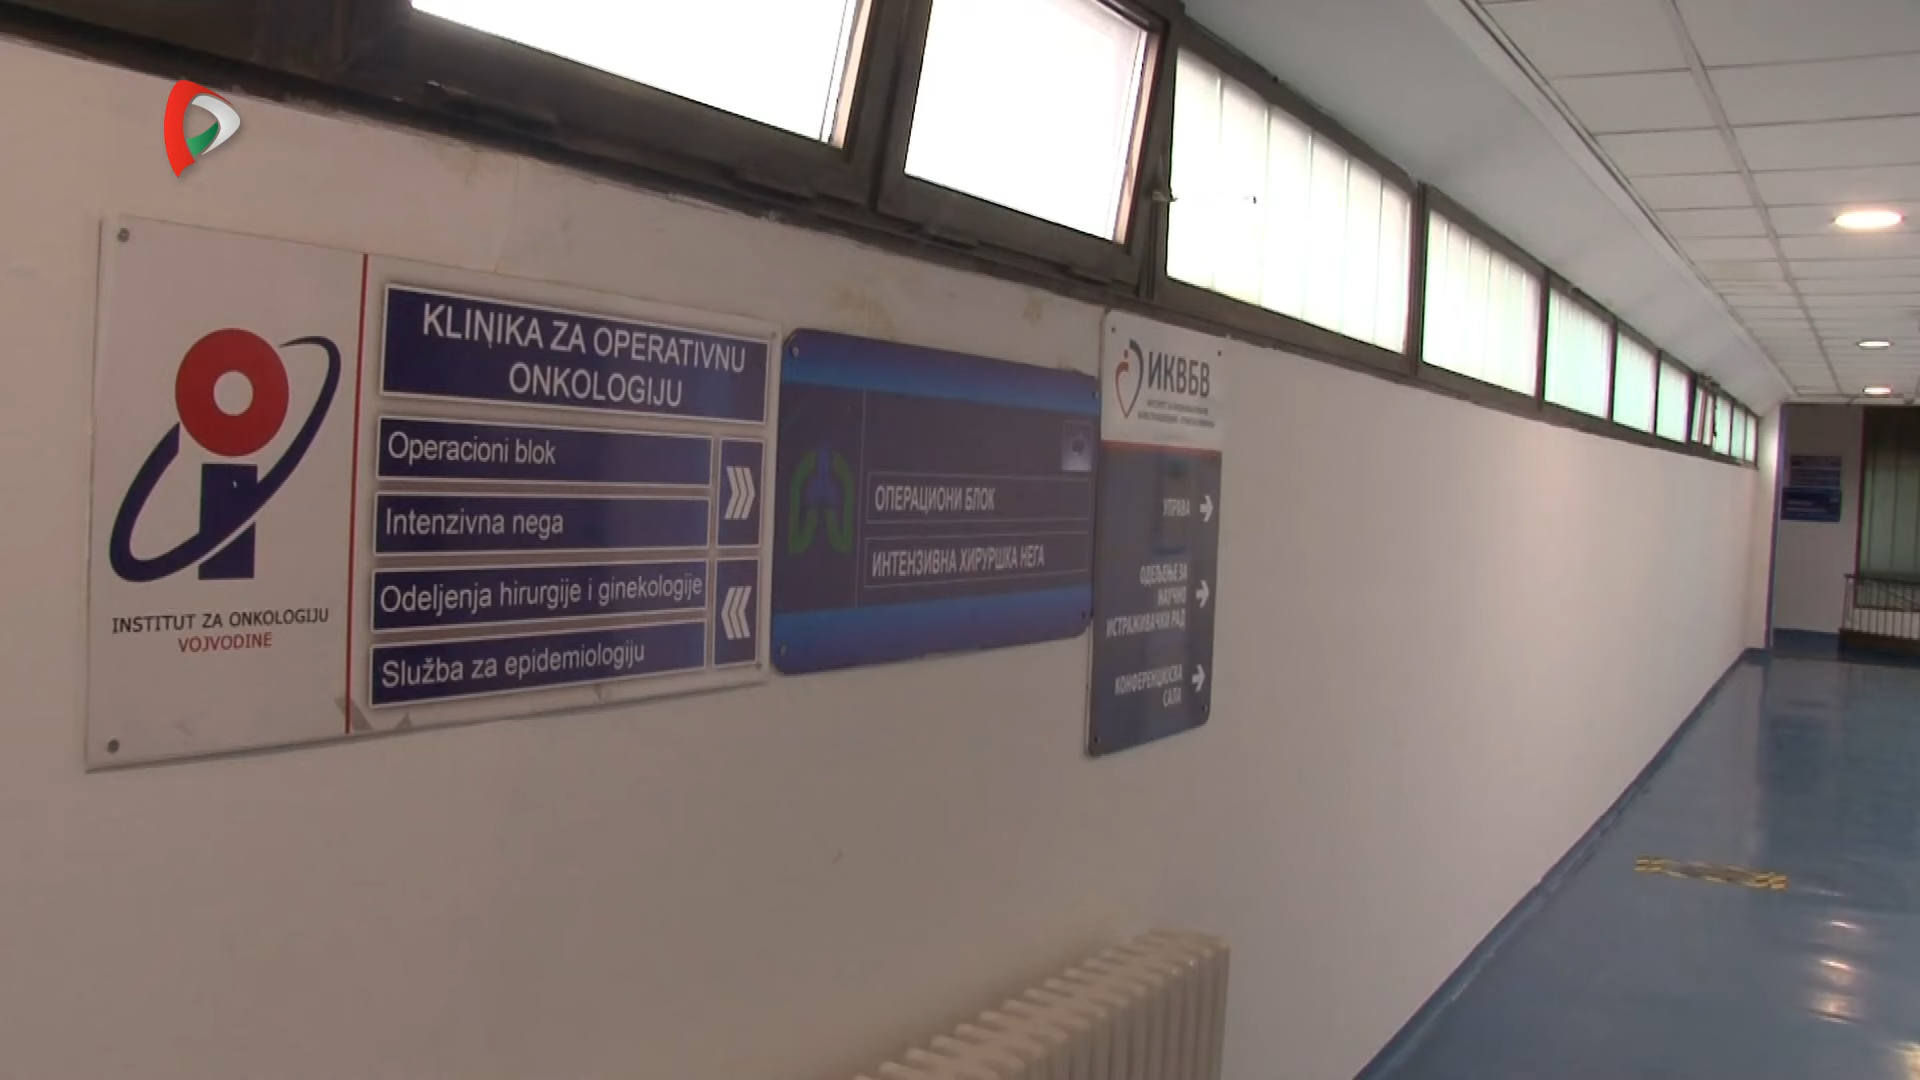 KLINIKA ZA OPERATIVNU
ONKOLOGIJU
Operacioni blok
Intenzivna nega
Odeljenja hirurgije i ginekologije
Služba za epidemiologiju
INSTITUT ZA ONKOLOGIJU
VOJVODINE
ОПЕРАЦИОНИ БЛОК
ИНТЕНЗИВНА ХИРУРШКА НЕГА
ИКВБВ
УПРАВА
ОДЕЉЕЊЕ ЗА
НАУЧНО
ИСТРАЖИВАЧКИ РАД
КОНФЕРЕНЦИЈСКА
САЛА